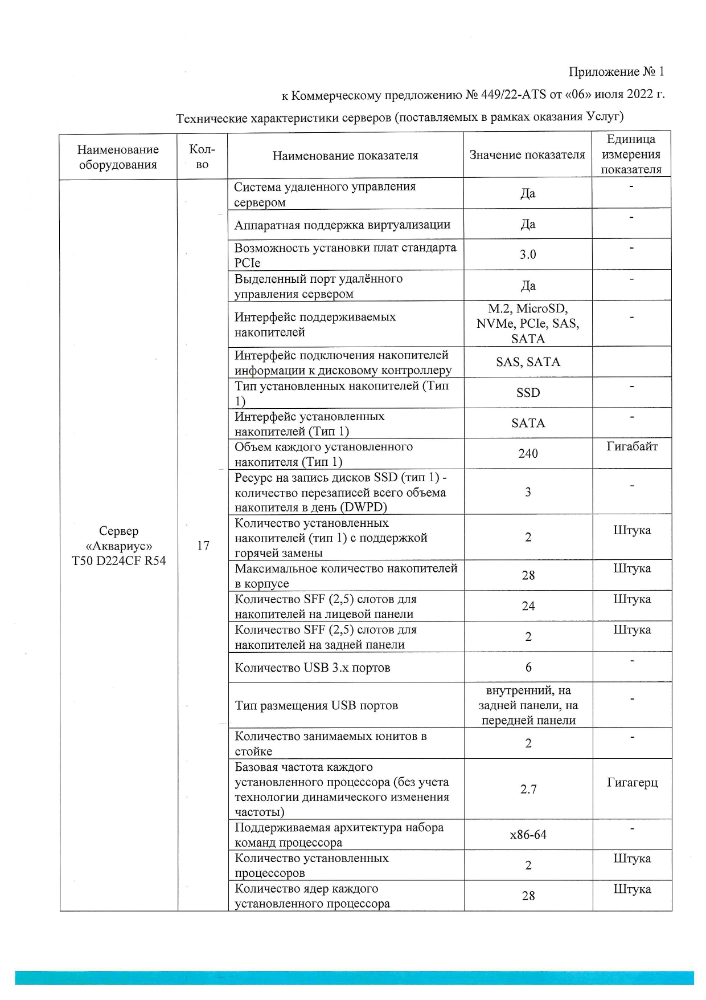 Приложение № 1
к Коммерческому предложению № 449/22-ATS от «06» июля 2022 г.
Технические характеристики серверов (поставляемых в рамках оказания Услуг)
Наименование
оборудования
Кол-
во
Наименование показателя
Значение показателя
Единица
измерения
показателя
Сервер
«Аквариус»
T50 D224CF R54
17
Система удаленного управления
сервером
Да
-
Аппаратная поддержка виртуализации
Да
-
Возможность установки плат стандарта
PCIe
3.0
-
Выделенный порт удалённого
управления сервером
Да
-
Интерфейс поддерживаемых
накопителей
M.2, MicroSD,
NVMe, PCIe, SAS,
SATA
-
Интерфейс подключения накопителей
информации к дисковому контроллеру
SAS, SATA
Тип установленных накопителей (Тип
1)
SSD
-
Интерфейс установленных
накопителей (Тип 1)
SATA
-
Объем каждого установленного
накопителя (Тип 1)
240
Гигабайт
Ресурс на запись дисков SSD (тип 1) -
количество перезаписей всего объема
накопителя в день (DWPD)
3
-
Количество установленных
накопителей (тип 1) с поддержкой
горячей замены
2
Штука
Максимальное количество накопителей
в корпусе
28
Штука
Количество SFF (2,5) слотов для
накопителей на лицевой панели
24
Штука
Количество SFF (2,5) слотов для
накопителей на задней панели
2
Штука
Количество USB 3.x портов
6
-
Тип размещения USB портов
внутренний, на
задней панели, на
передней панели
-
Количество занимаемых юнитов в
стойке
2
-
Базовая частота каждого
установленного процессора (без учета
технологии динамического изменения
частоты)
2.7
Гигагерц
Поддерживаемая архитектура набора
команд процессора
x86-64
-
Количество установленных
процессоров
2
Штука
Количество ядер каждого
установленного процессора
28
Штука